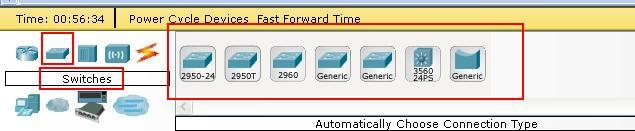 Time: 00:56:34 Power Cycle Devices Fast Forward Time
Switches
2950-24 2950T 2960 Generic Generic 3560 24PS Generic
Automatically Choose Connection Type